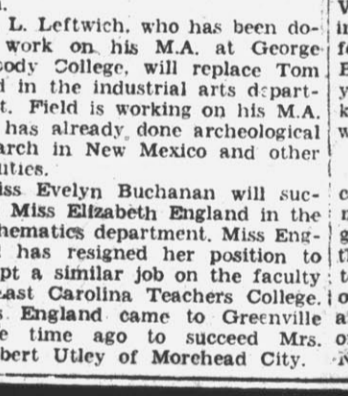 L. Leftwich, who has been do-
work on his M.A. at George
body College, will replace Tom
d in the industrial arts depart-
t. Field is working on his M.A.
has already done archeological
arch in New Mexico and other
uties.
iss Evelyn Buchanan will suc-
Miss Elizabeth England in the
hematics department. Miss Eng-
has resigned her position to
pt a similar job on the faculty
East Carolina Teachers College.
s England came to Greenville
e time ago to succeed Mrs.
bert Utley of Morehead City.